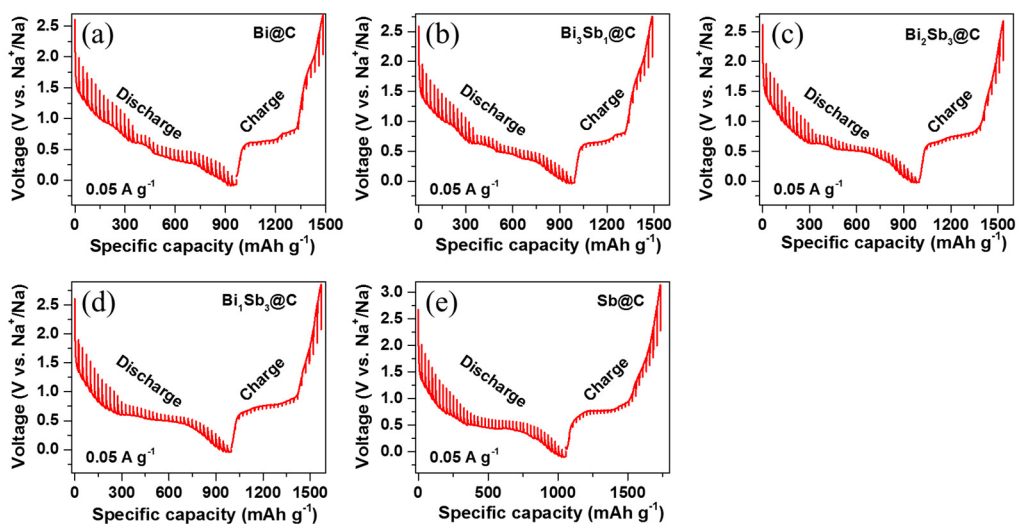 (a)
Bi@C
Discharge
Charge
0.05 A g⁻¹
Voltage (V vs. Na⁺/Na)
2.5
2.0
1.5
1.0
0.5
0.0
0 300 600 900 1200 1500
Specific capacity (mAh g⁻¹)
(b)
Bi₃Sb₁@C
Discharge
Charge
0.05 A g⁻¹
Voltage (V vs. Na⁺/Na)
2.5
2.0
1.5
1.0
0.5
0.0
0 300 600 900 1200 1500
Specific capacity (mAh g⁻¹)
(c)
Bi₂Sb₃@C
Discharge
Charge
0.05 A g⁻¹
Voltage (V vs. Na⁺/Na)
2.5
2.0
1.5
1.0
0.5
0.0
0 300 600 900 1200 1500
Specific capacity (mAh g⁻¹)
(d)
Bi₁Sb₃@C
Discharge
Charge
0.05 A g⁻¹
Voltage (V vs. Na⁺/Na)
2.5
2.0
1.5
1.0
0.5
0.0
0 300 600 900 1200 1500
Specific capacity (mAh g⁻¹)
(e)
Sb@C
Discharge
Charge
0.05 A g⁻¹
Voltage (V vs. Na⁺/Na)
3.0
2.5
2.0
1.5
1.0
0.5
0.0
0 500 1000 1500
Specific capacity (mAh g⁻¹)